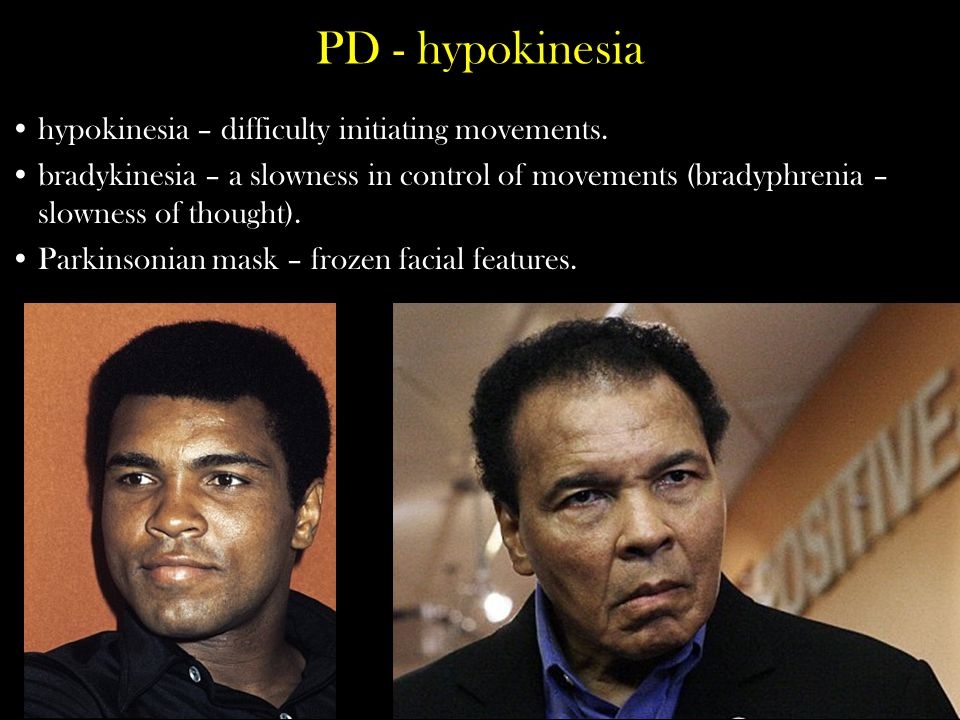 PD - hypokinesia
• hypokinesia – difficulty initiating movements.
• bradykinesia – a slowness in control of movements (bradyphrenia –
slowness of thought).
• Parkinsonian mask – frozen facial features.
POSITIVE